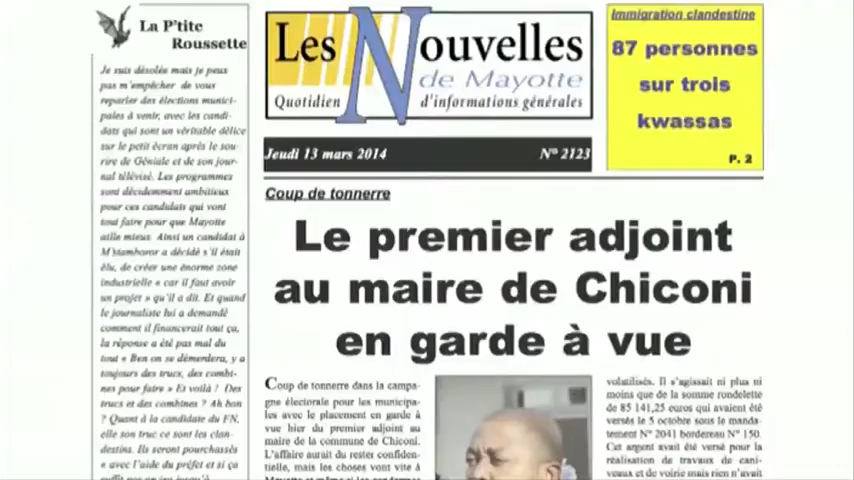 La P'tite
Roussette
Je suis désolée mais je peux
pas m'empêcher de vous
reparler des élections munici-
pales à venir, avec les candi-
dats qui sont un véritable délice
sur le petit écran après le sou-
rire de Géniale et de son jour-
nal télévisé. Les programmes
sont décidemment ambitieux
pour ces candidats qui vont
tout faire pour que Mayotte
aille mieux. Ainsi un candidat à
M'tsamboro a décidé s'il était
élu, de créer une énorme zone
industrielle « car il faut avoir
un projet » qu'il a dit. Et quand
le journaliste lui a demandé
comment il financerait tout ça,
la réponse a été pas mal du
tout « Ben on se démerdera, y a
toujours des trucs, des combi-
nes pour faire » Et voilà ! Des
trucs et des combines ? Ah bon
? Quant à la candidate du FN,
elle son truc ce sont les clan-
destins. Ils seront pourchassés
« avec l'aide du préfet et si ça
Les Nouvelles
de Mayotte
Quotidien d'informations générales
Jeudi 13 mars 2014 N° 2123
Immigration clandestine
87 personnes
sur trois
kwassas
P. 2
Coup de tonnerre
Le premier adjoint
au maire de Chiconi
en garde à vue
Coup de tonnerre dans la campa-
gne électorale pour les municipa-
les avec le placement en garde à
vue hier du premier adjoint au
maire de la commune de Chiconi.
L'affaire aurait du rester confiden-
tielle, mais les choses vont vite à
volatilisés. Il s'agissait ni plus ni
moins que de la somme rondelette
de 85 141,25 euros qui avaient été
versés le 5 octobre sous le manda-
tement N° 2041 bordereau N° 150.
Cet argent avait été versé pour la
réalisation de travaux de cani-
veaux et de voirie mais rien n'avait